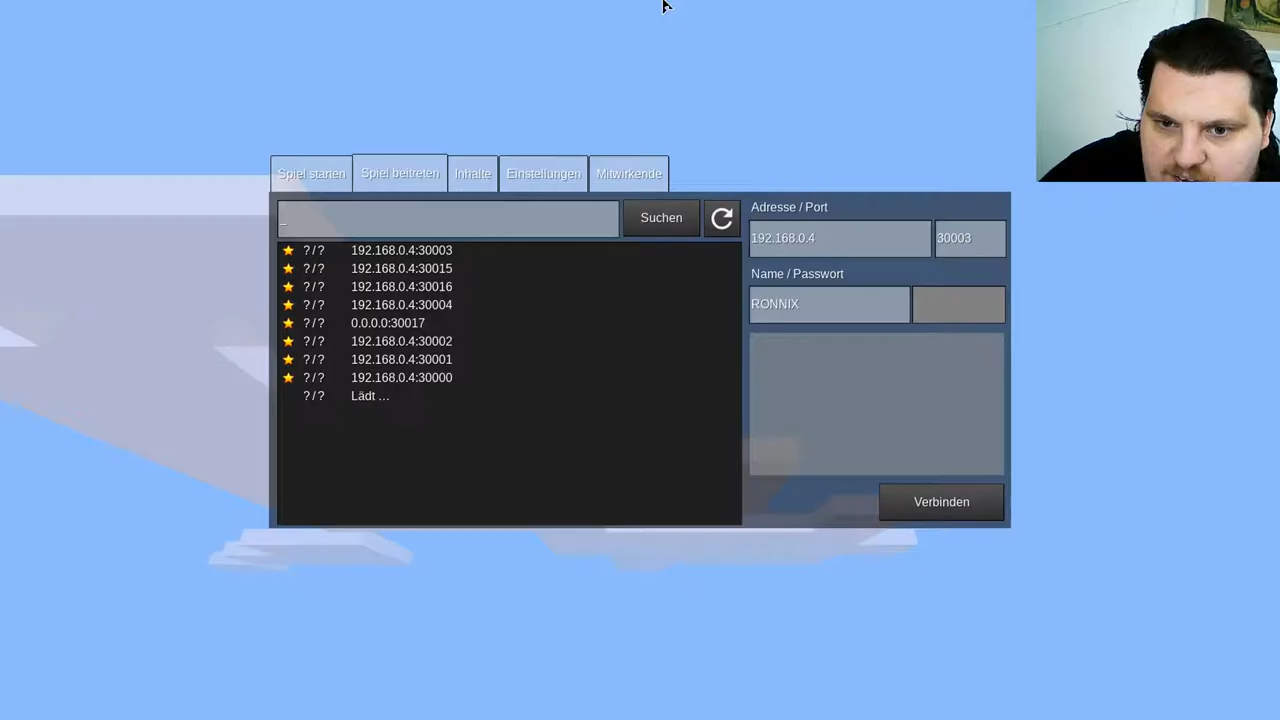 Spiel starten Spiel beitreten Inhalte Einstellungen Mitwirkende
_ Suchen
? / ? 192.168.0.4:30003
? / ? 192.168.0.4:30015
? / ? 192.168.0.4:30016
? / ? 192.168.0.4:30004
? / ? 0.0.0.0:30017
? / ? 192.168.0.4:30002
? / ? 192.168.0.4:30001
? / ? 192.168.0.4:30000
? / ? Lädt …
Adresse / Port
192.168.0.4 30003
Name / Passwort
RONNIX
Verbinden